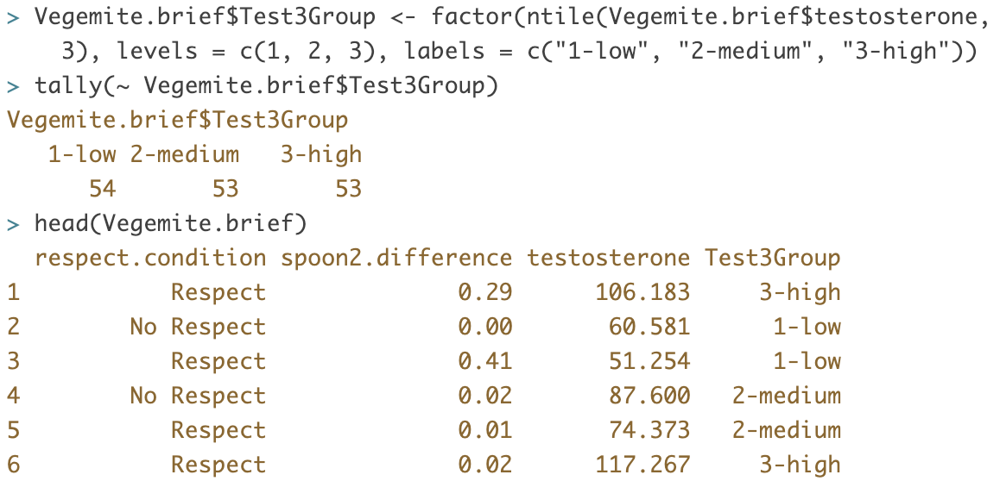 > Vegemite.brief$Test3Group <- factor(ntile(Vegemite.brief$testosterone,
    3), levels = c(1, 2, 3), labels = c("1-low", "2-medium", "3-high"))
> tally(~ Vegemite.brief$Test3Group)
Vegemite.brief$Test3Group
   1-low 2-medium   3-high
      54       53       53
> head(Vegemite.brief)
  respect.condition spoon2.difference testosterone Test3Group
1           Respect              0.29      106.183     3-high
2        No Respect              0.00       60.581      1-low
3           Respect              0.41       51.254      1-low
4        No Respect              0.02       87.600   2-medium
5           Respect              0.01       74.373   2-medium
6           Respect              0.02      117.267     3-high